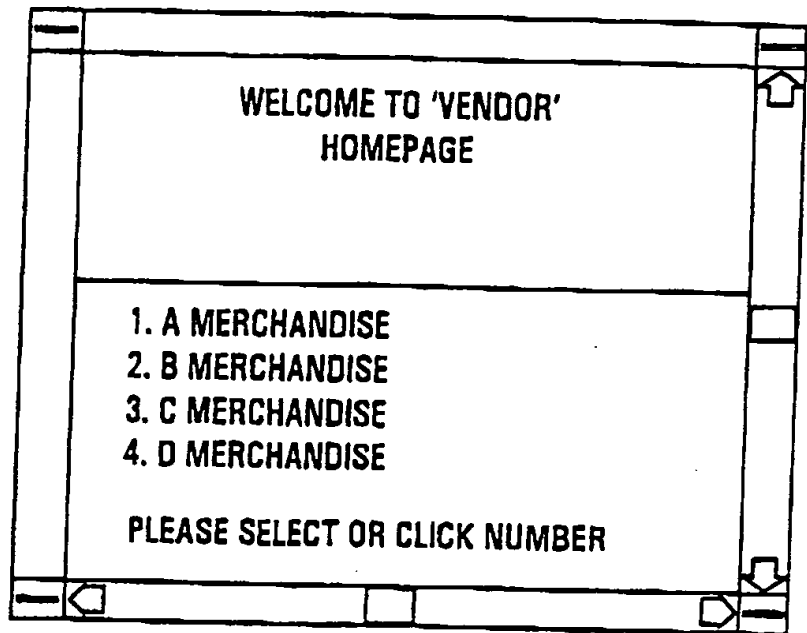 WELCOME TO 'VENDOR'
HOMEPAGE
1. A MERCHANDISE
2. B MERCHANDISE
3. C MERCHANDISE
4. D MERCHANDISE
PLEASE SELECT OR CLICK NUMBER